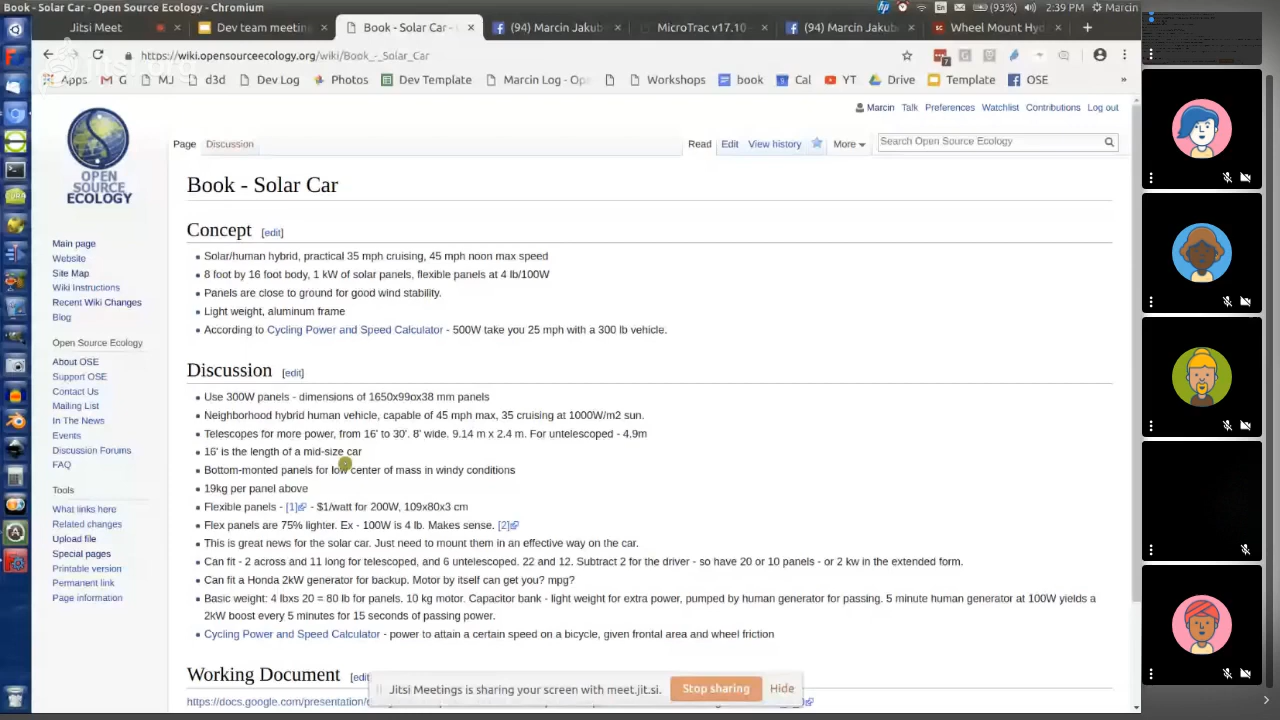 Book - Solar Car - Open Source Ecology - Chromium
EN
(93%)
2:39 PM
Jitsi Meet
Book - Solar Car - O
(94) Marcin Jakubo
MicroTrac v17.10
(94) Marcin Jakubo
SC Working
https://wiki.opensourceecology.org/wiki/Book_-_Solar_Car
7
Dev Log
Dev Log
Photos
Marcin Log - Ope
Workshops
book
Cal
Drive
Template
OSE
»
Marcin Talk Preferences Watchlist Contributions Log out
OPEN
SOURCE
ECOLOGY
Page Discussion Read Edit View history More Search Open Source Ecology
Book - Solar Car
Concept [edit]
Solar/human hybrid, practical 35 mph cruising, 45 mph noon max speed
8 foot by 16 foot body, 1 kW of solar panels, flexible panels at 4 lb/100W
Panels are close to ground for good wind stability.
Light weight, aluminum frame
According to Cycling Power and Speed Calculator - 500W take you 25 mph with a 300 lb vehicle.
Discussion [edit]
Use 300W panels - dimensions of 1650x99ox38 mm panels
Neighborhood hybrid human vehicle, capable of 45 mph max, 35 cruising at 1000W/m2 sun.
Telescopes for more power, from 16' to 30'. 8' wide. 9.14 m x 2.4 m. For untelescoped - 4.9m
16' is the length of a mid-size car
Bottom-monted panels for low center of mass in windy conditions
19kg per panel above
Flexible panels - [1] - $1/watt for 200W, 109x80x3 cm
Flex panels are 75% lighter. Ex - 100W is 4 lb. Makes sense. [2]
This is great news for the solar car. Just need to mount them in an effective way on the car.
Can fit - 2 across and 11 long for telescoped, and 6 untelescoped. 22 and 12. Subtract 2 for the driver - so have 20 or 10 panels - or 2 kw in the extended form.
Can fit a Honda 2kW generator for backup. Motor by itself can get you? mpg?
Basic weight: 4 lbxs 20 = 80 lb for panels. 10 kg motor. Capacitor bank - light weight for extra power, pumped by human generator for passing. 5 minute human generator at 100W yields a
2kW boost every 5 minutes for 15 seconds of passing power.
Cycling Power and Speed Calculator - power to attain a certain speed on a bicycle, given frontal area and wheel friction
Working Document [edit
https://docs.google.com/presentation/
Main page
Website
Site Map
Wiki Instructions
Recent Wiki Changes
Blog
Open Source Ecology
About OSE
Support OSE
Contact Us
Mailing List
In The News
Events
Discussion Forums
FAQ
Tools
What links here
Related changes
Upload file
Special pages
Printable version
Permanent link
Page information
Jitsi Meetings is sharing your screen with meet.jit.si.
Stop sharing
Hide